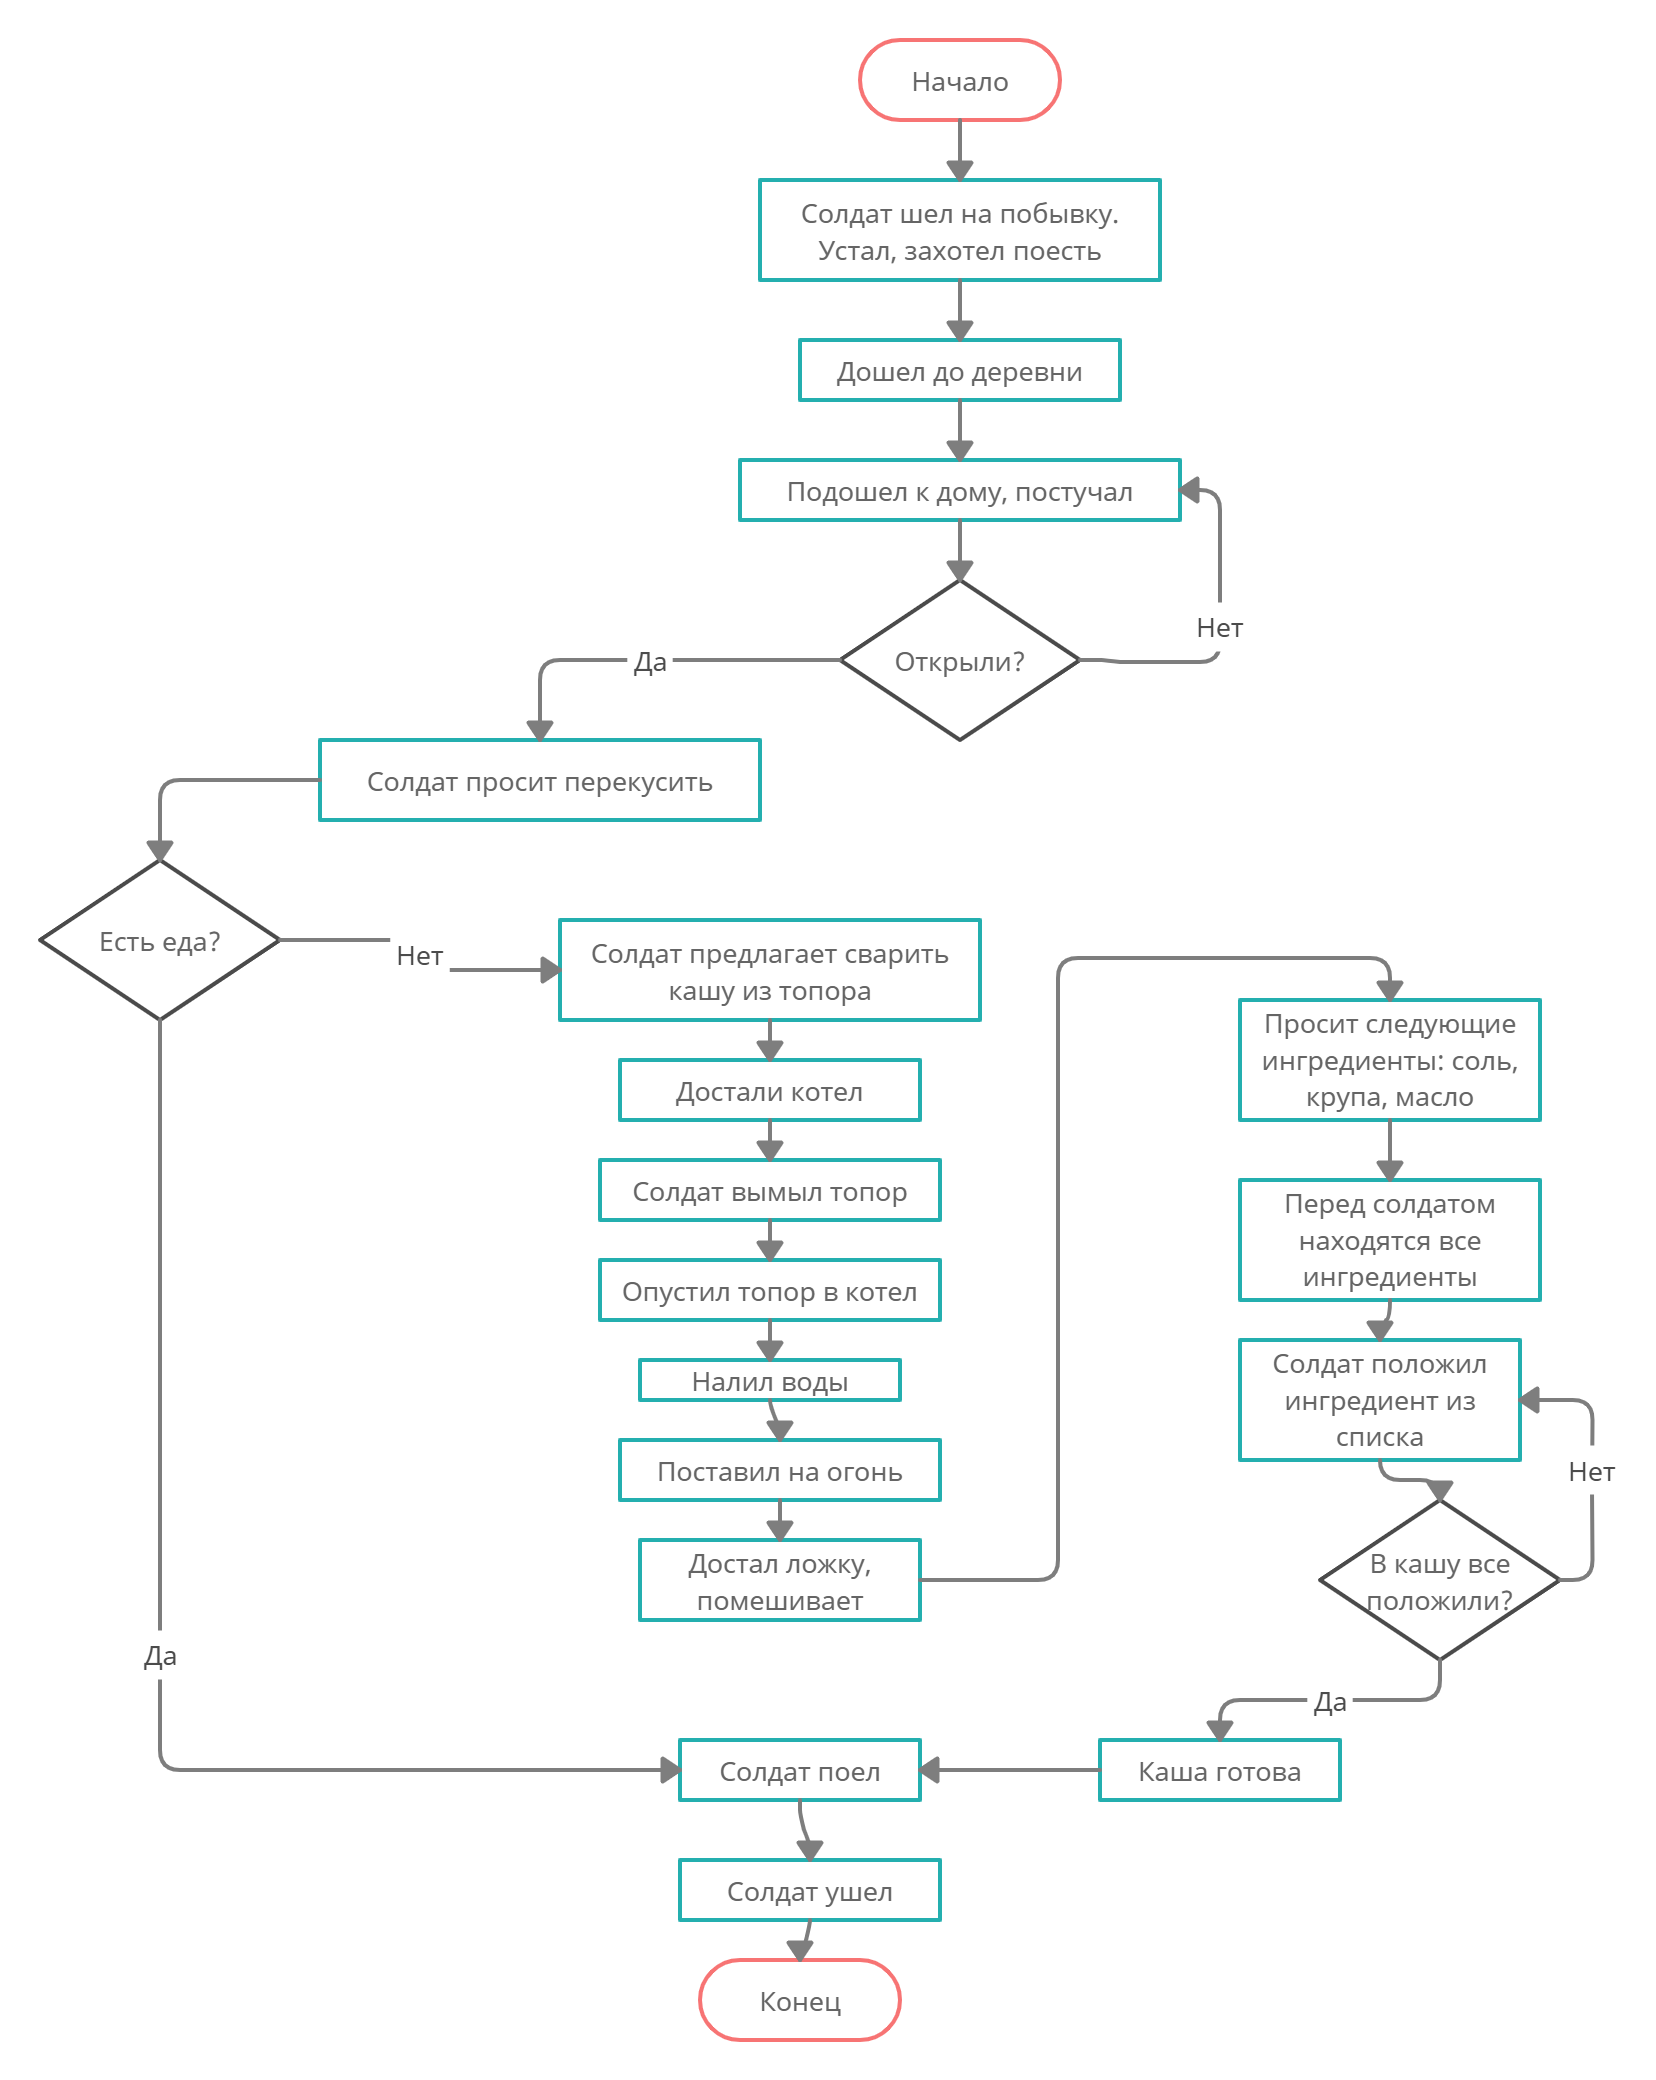 Начало
Солдат шел на побывку.
Устал, захотел поесть
Дошел до деревни
Подошел к дому, постучал
Открыли?
Нет
Да
Солдат просит перекусить
Есть еда?
Нет
Солдат предлагает сварить
кашу из топора
Достали котел
Солдат вымыл топор
Опустил топор в котел
Налил воды
Поставил на огонь
Достал ложку,
помешивает
Просит следующие
ингредиенты: соль,
крупа, масло
Перед солдатом
находятся все
ингредиенты
Солдат положил
ингредиент из
списка
Нет
В кашу все
положили?
Да
Да
Каша готова
Солдат поел
Солдат ушел
Конец